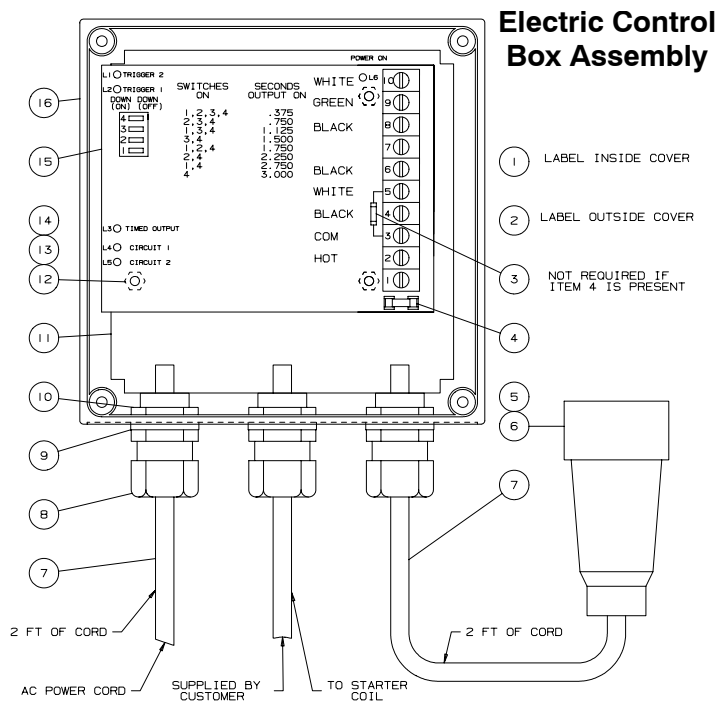 Electric Control
Box Assembly
POWER ON
L1 TRIGGER 2
L2 TRIGGER 1
DOWN DOWN
(ON) (OFF)
4
3
2
1
SWITCHES
ON
SECONDS
OUTPUT ON
1,2,3,4 .375
2,3,4 .750
1,3,4 1.125
3,4 1.500
1,2,4 1.750
2,4 2.250
1,4 2.750
4 3.000
WHITE L6 10
GREEN 9
BLACK 8
7
BLACK 6
WHITE 5
BLACK 4
COM 3
HOT 2
1
L3 TIMED OUTPUT
L4 CIRCUIT 1
L5 CIRCUIT 2
16
15
14
13
12
11
10
9
8
7
1 LABEL INSIDE COVER
2 LABEL OUTSIDE COVER
3 NOT REQUIRED IF
ITEM 4 IS PRESENT
4
5
6
7
2 FT OF CORD
2 FT OF CORD
AC POWER CORD
SUPPLIED BY
CUSTOMER
TO STARTER
COIL